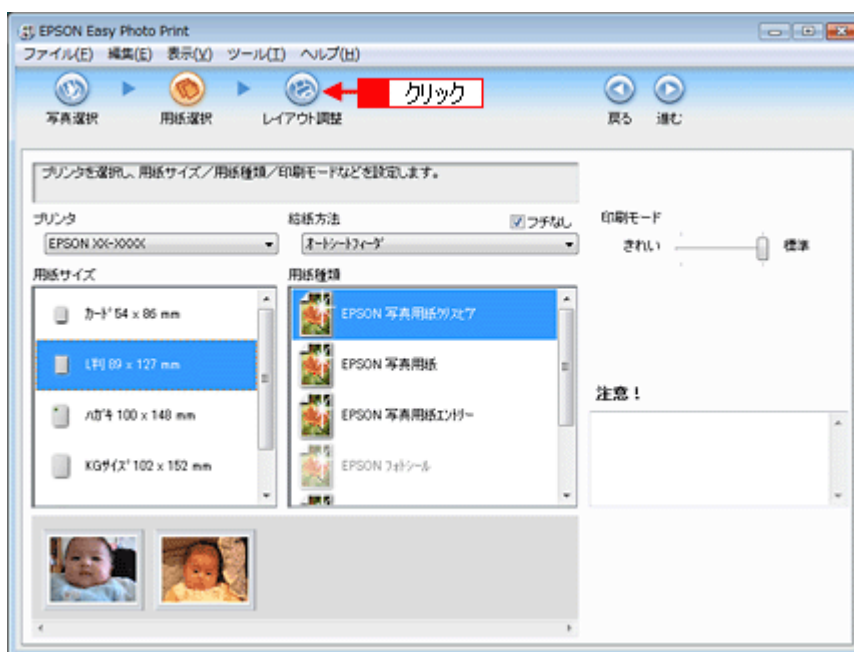 EPSON Easy Photo Print
ファイル(F) 編集(E) 表示(V) ツール(T) ヘルプ(H)
クリック
写真選択 用紙選択 レイアウト調整 戻る 進む
プリンタを選択し、用紙サイズ/用紙種類/印刷モードなどを設定します。
プリンタ 給紙方法 フチなし 印刷モード
EPSON XX-XXXX オートシートフィーダ きれい 標準
用紙サイズ 用紙種類
カード 54 x 86 mm EPSON 写真用紙クリスピア
L判 89 x 127 mm EPSON 写真用紙
注意!
ハガキ 100 x 148 mm EPSON 写真用紙エントリー
KGサイズ 102 x 152 mm EPSON フォトシール